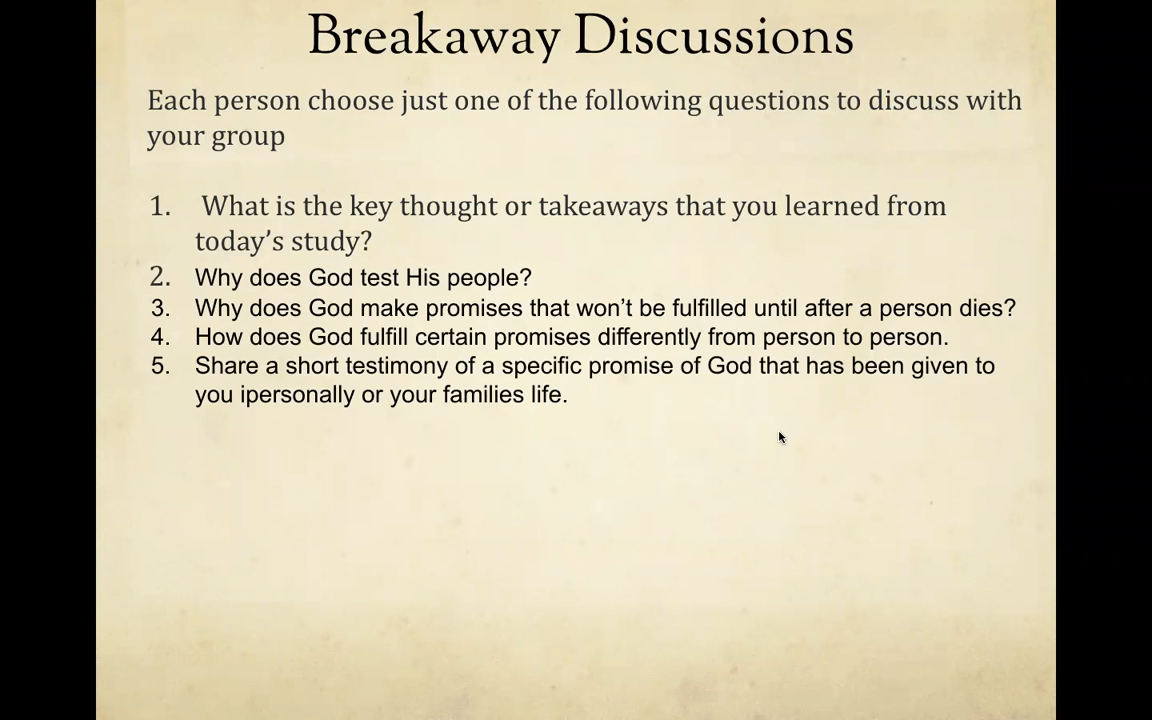 Breakaway Discussions
Each person choose just one of the following questions to discuss with
your group
1. What is the key thought or takeaways that you learned from
today’s study?
2. Why does God test His people?
3. Why does God make promises that won’t be fulfilled until after a person dies?
4. How does God fulfill certain promises differently from person to person.
5. Share a short testimony of a specific promise of God that has been given to
you ipersonally or your families life.